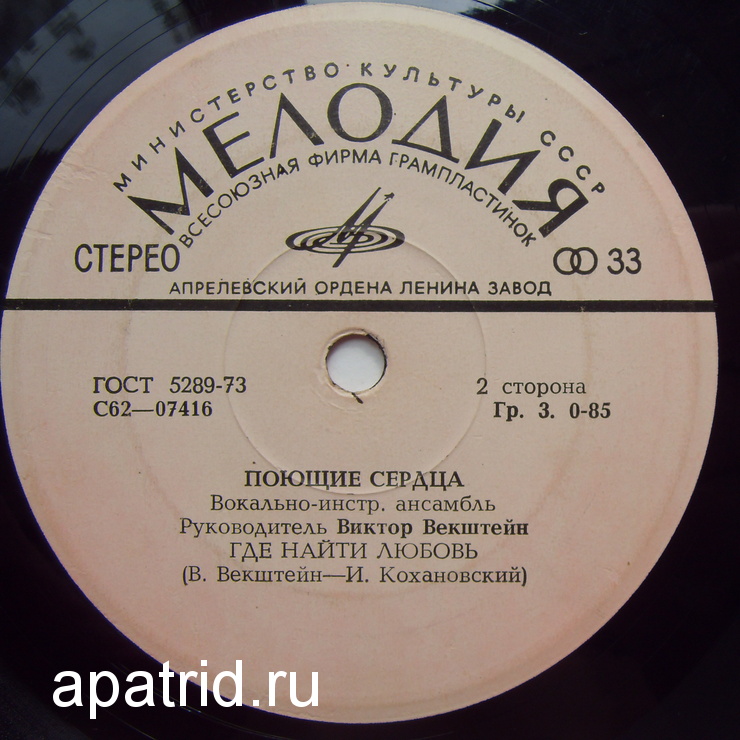 МИНИСТЕРСТВО КУЛЬТУРЫ СССР
МЕЛОДИЯ
ВСЕСОЮЗНАЯ ФИРМА ГРАМПЛАСТИНОК
СТЕРЕО 33
АПРЕЛЕВСКИЙ ОРДЕНА ЛЕНИНА ЗАВОД
ГОСТ 5289-73 2 сторона
С62—07416 Гр. 3. 0-85
ПОЮЩИЕ СЕРДЦА
Вокально-инстр. ансамбль
Руководитель Виктор Векштейн
ГДЕ НАЙТИ ЛЮБОВЬ
(В. Векштейн—И. Кохановский)
apatrid.ru